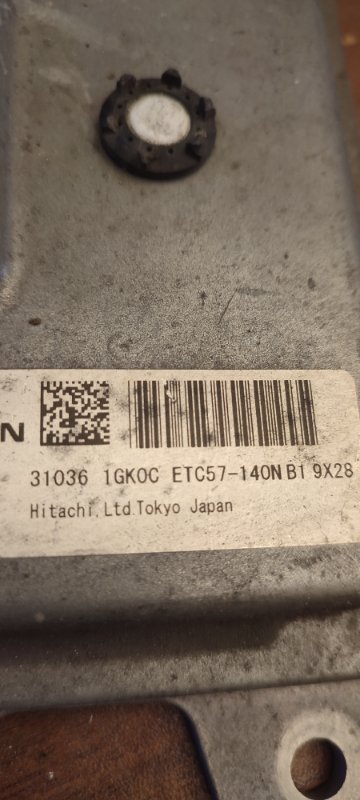 N
31036 1GK0C ETC57-140N B1 9X28
Hitachi,Ltd.Tokyo Japan